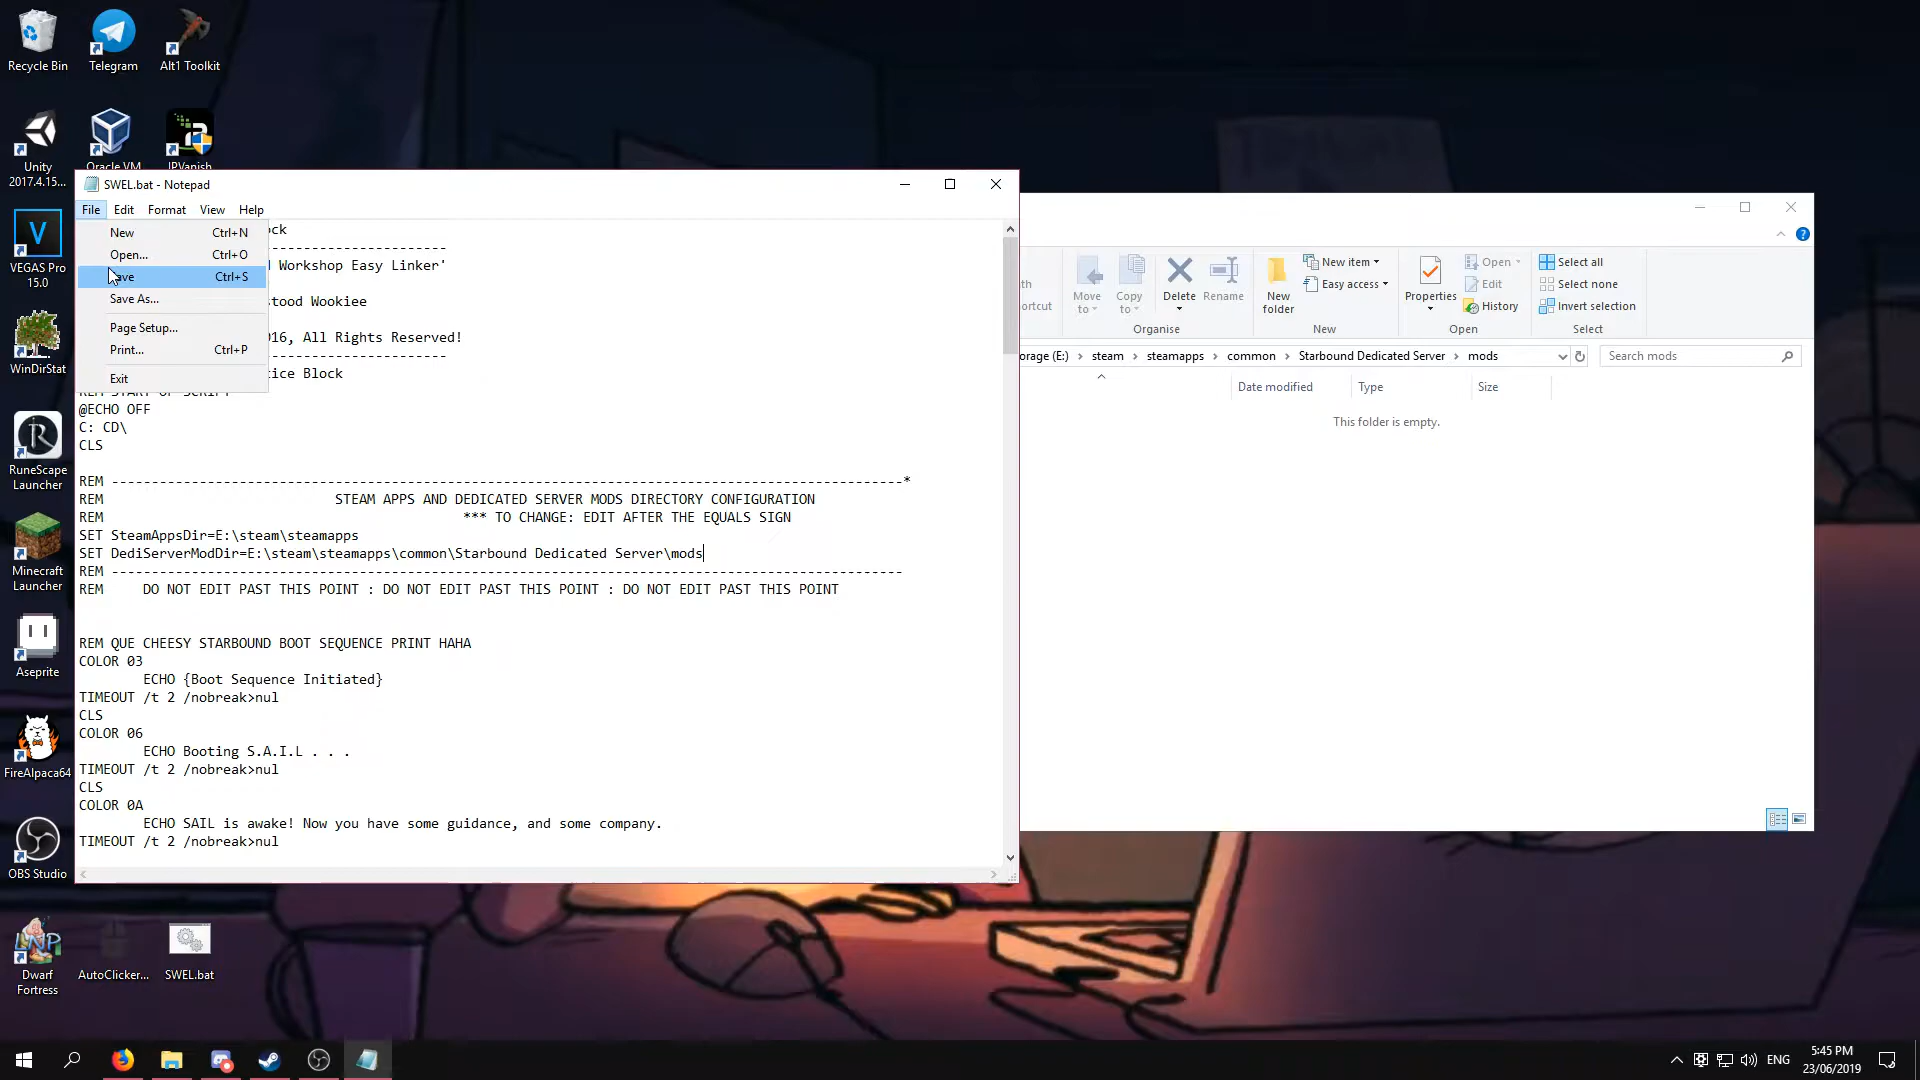 Recycle Bin
Telegram
Alt1 Toolkit
Unity
2017.4.15...
Oracle VM
IPVanish
VEGAS Pro
15.0
WinDirStat
RuneScape
Launcher
Minecraft
Launcher
Aseprite
FireAlpaca64
OBS Studio
Dwarf
Fortress
AutoClicker...
SWEL.bat
SWEL.bat - Notepad
File Edit Format View Help
New Ctrl+N
Open... Ctrl+O
ave Ctrl+S
Save As...
Page Setup...
Print... Ctrl+P
Exit
ock
----------------------
Workshop Easy Linker'
stood Wookiee
16, All Rights Reserved!
----------------------
ice Block
REM START OF SCRIPT
@ECHO OFF
C: CD\
CLS
REM ---------------------------------------------------------------------------------------------------*
REM STEAM APPS AND DEDICATED SERVER MODS DIRECTORY CONFIGURATION
REM *** TO CHANGE: EDIT AFTER THE EQUALS SIGN
SET SteamAppsDir=E:\steam\steamapps
SET DediServerModDir=E:\steam\steamapps\common\Starbound Dedicated Server\mods
REM ---------------------------------------------------------------------------------------------------
REM DO NOT EDIT PAST THIS POINT : DO NOT EDIT PAST THIS POINT : DO NOT EDIT PAST THIS POINT
REM QUE CHEESY STARBOUND BOOT SEQUENCE PRINT HAHA
COLOR 03
ECHO {Boot Sequence Initiated}
TIMEOUT /t 2 /nobreak>nul
CLS
COLOR 06
ECHO Booting S.A.I.L . . .
TIMEOUT /t 2 /nobreak>nul
CLS
COLOR 0A
ECHO SAIL is awake! Now you have some guidance, and some company.
TIMEOUT /t 2 /nobreak>nul
th
ortcut
Move
to
Copy
to
Delete
Rename
Organise
New
folder
New item
Easy access
New
Properties
Open
Edit
History
Open
Select all
Select none
Invert selection
Select
orage (E:) > steam > steamapps > common > Starbound Dedicated Server > mods
Search mods
Date modified Type Size
This folder is empty.
ENG
5:45 PM
23/06/2019